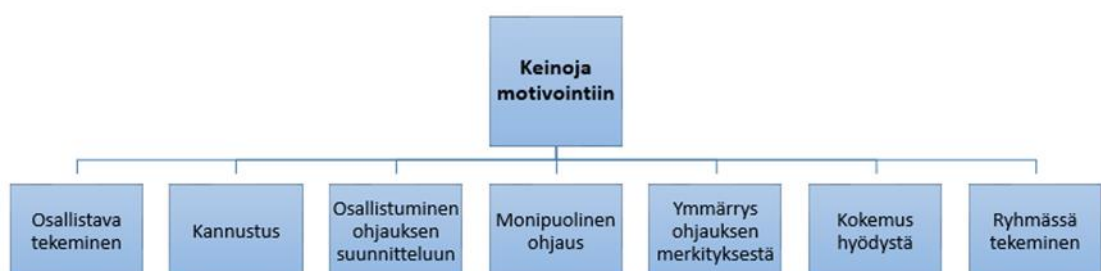 Keinoja
motivointiin
Osallistava
tekeminen
Kannustus
Osallistuminen
ohjauksen
suunnitteluun
Monipuolinen
ohjaus
Ymmärrys
ohjauksen
merkityksestä
Kokemus
hyödystä
Ryhmässä
tekeminen